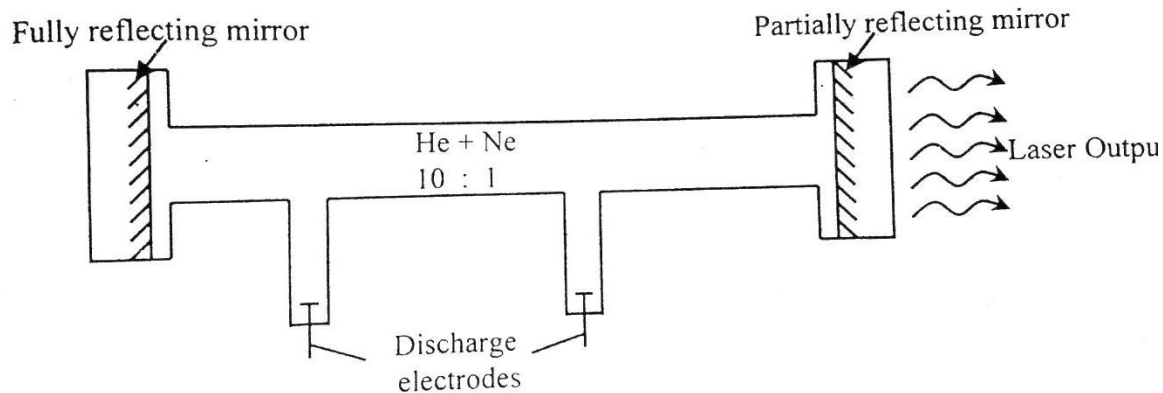 Fully reflecting mirror
Partially reflecting mirror
He + Ne
10 : 1
Laser Outpu
Discharge
electrodes